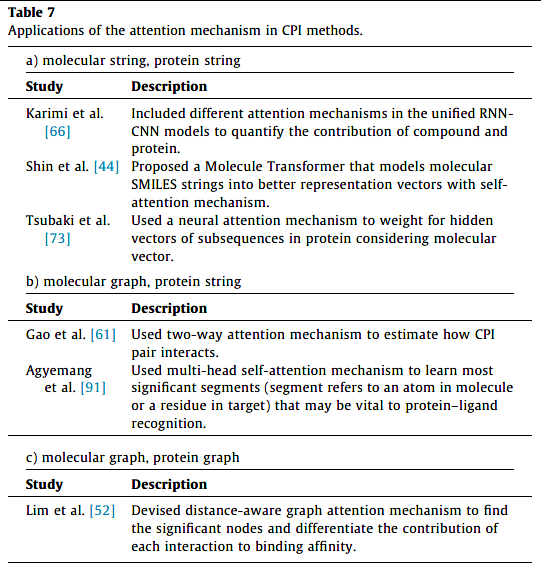 Table 7
Applications of the attention mechanism in CPI methods.
a) molecular string, protein string
Study Description
Karimi et al. Included different attention mechanisms in the unified RNN-
[66] CNN models to quantify the contribution of compound and
protein.
Shin et al. [44] Proposed a Molecule Transformer that models molecular
SMILES strings into better representation vectors with self-
attention mechanism.
Tsubaki et al. Used a neural attention mechanism to weight for hidden
[73] vectors of subsequences in protein considering molecular
vector.
b) molecular graph, protein string
Study Description
Gao et al. [61] Used two-way attention mechanism to estimate how CPI
pair interacts.
Agyemang Used multi-head self-attention mechanism to learn most
et al. [91] significant segments (segment refers to an atom in molecule
or a residue in target) that may be vital to protein–ligand
recognition.
c) molecular graph, protein graph
Study Description
Lim et al. [52] Devised distance-aware graph attention mechanism to find
the significant nodes and differentiate the contribution of
each interaction to binding affinity.